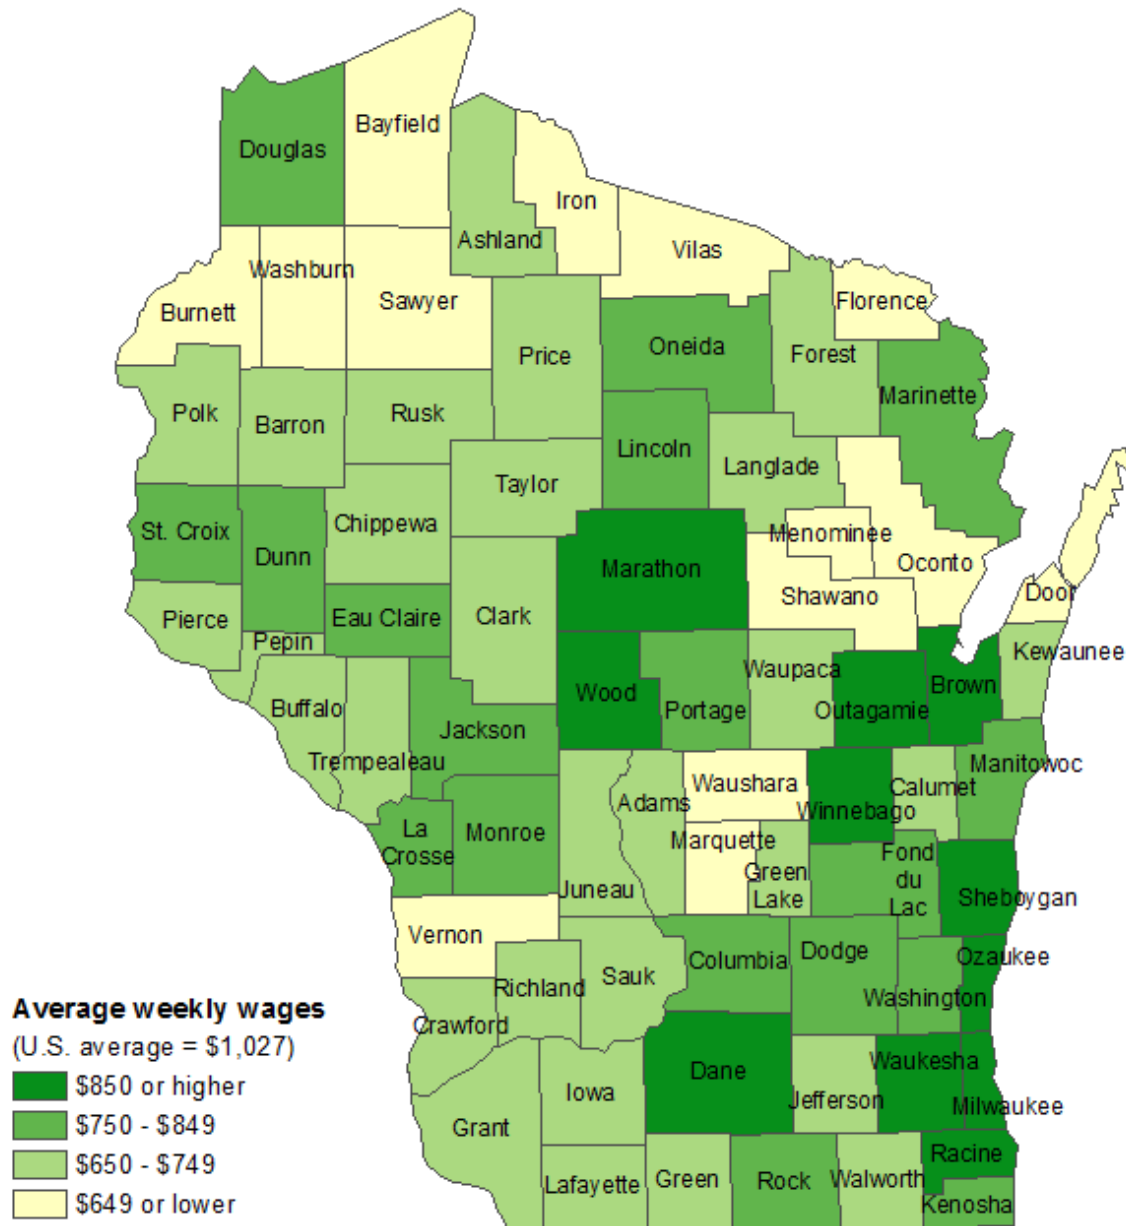 Bayfield
Douglas
Iron
Ashland
Vilas
Washburn
Sawyer
Florence
Burnett
Oneida
Forest
Price
Marinette
Polk
Barron
Rusk
Lincoln
Langlade
Taylor
St. Croix
Chippewa
Menominee
Dunn
Oconto
Marathon
Door
Shawano
Clark
Pierce
Eau Claire
Pepin
Kewaunee
Waupaca
Brown
Wood
Buffalo
Portage
Outagamie
Jackson
Trempealeau
Manitowoc
Waushara
Calumet
Adams
Winnebago
La
Crosse
Monroe
Marquette
Fond
du
Lac
Green
Lake
Juneau
Sheboygan
Vernon
Dodge
Ozaukee
Columbia
Sauk
Richland
Washington
Crawford
Waukesha
Dane
Iowa
Jefferson
Milwaukee
Grant
Racine
Green
Walworth
Rock
Lafayette
Kenosha
Average weekly wages
(U.S. average = $1,027)
$850 or higher
$750 - $849
$650 - $749
$649 or lower